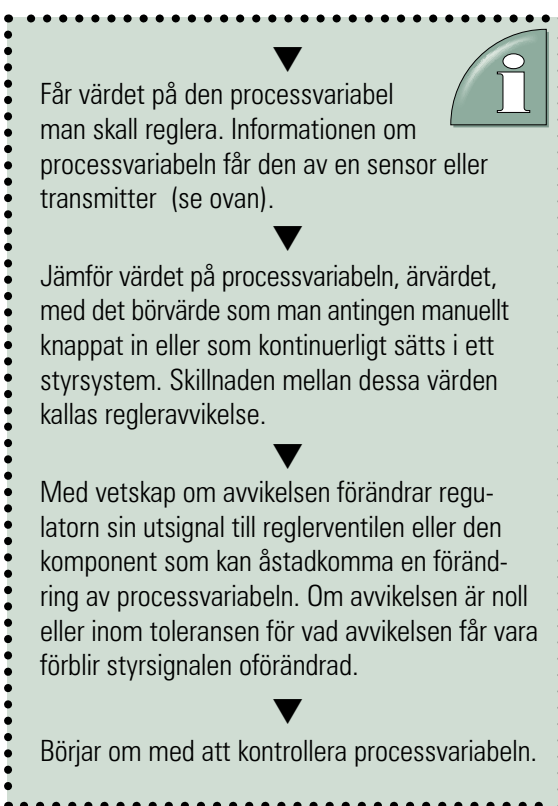 ▼
Får värdet på den processvariabel
man skall reglera. Informationen om
processvariabeln får den av en sensor eller
transmitter (se ovan).
▼
Jämför värdet på processvariabeln, ärvärdet,
med det börvärde som man antingen manuellt
knappat in eller som kontinuerligt sätts i ett
styrsystem. Skillnaden mellan dessa värden
kallas regleravvikelse.
▼
Med vetskap om avvikelsen förändrar regu-
latorn sin utsignal till reglerventilen eller den
komponent som kan åstadkomma en föränd-
ring av processvariabeln. Om avvikelsen är noll
eller inom toleransen för vad avvikelsen får vara
förblir styrsignalen oförändrad.
▼
Börjar om med att kontrollera processvariabeln.
i